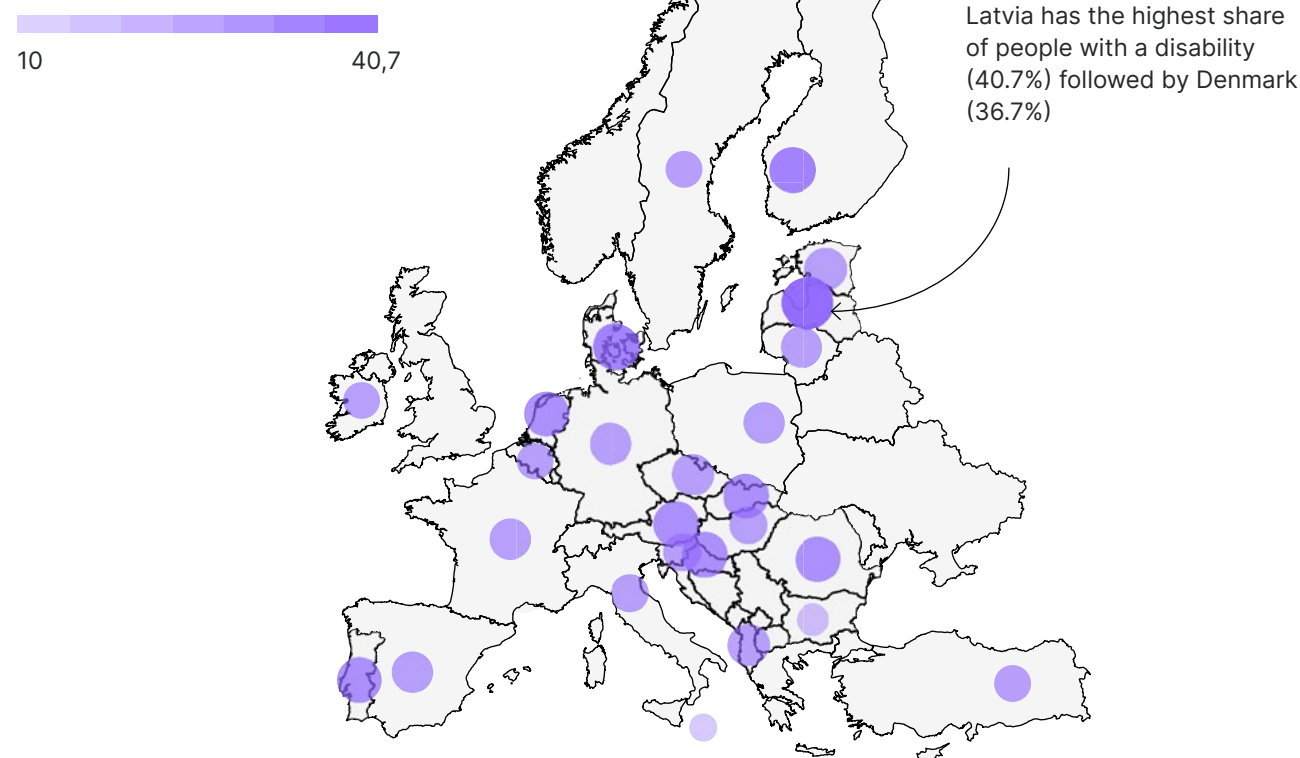 10
40,7
Latvia has the highest share
of people with a disability
(40.7%) followed by Denmark
(36.7%)